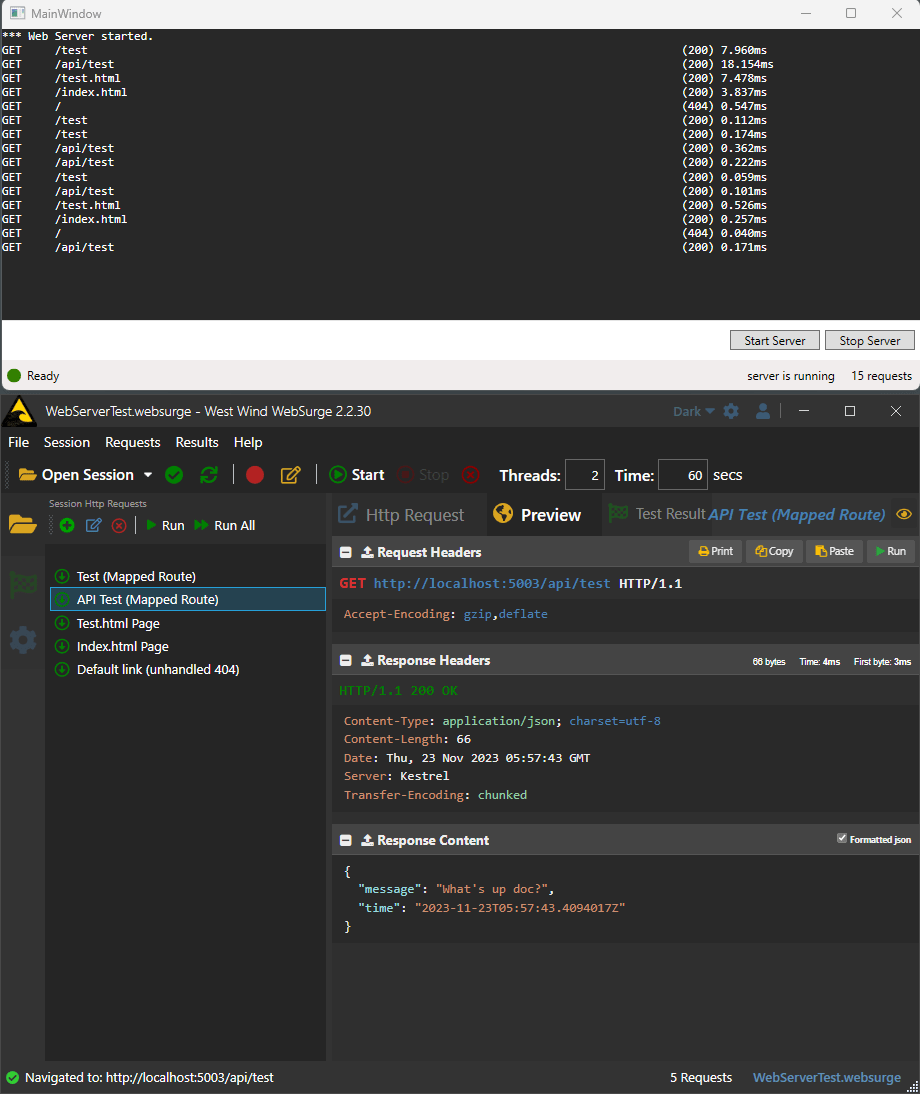 MainWindow
*** Web Server started.
GET /test (200) 7.960ms
GET /api/test (200) 18.154ms
GET /test.html (200) 7.478ms
GET /index.html (200) 3.837ms
GET / (404) 0.547ms
GET /test (200) 0.112ms
GET /test (200) 0.174ms
GET /api/test (200) 0.362ms
GET /api/test (200) 0.222ms
GET /test (200) 0.059ms
GET /api/test (200) 0.101ms
GET /test.html (200) 0.526ms
GET /index.html (200) 0.257ms
GET / (404) 0.040ms
GET /api/test (200) 0.171ms
Start Server Stop Server
Ready server is running 15 requests
WebServerTest.websurge - West Wind WebSurge 2.2.30 Dark
File Session Requests Results Help
Open Session Start Stop Threads: 2 Time: 60 secs
Session Http Requests
Run Run All
Test (Mapped Route)
API Test (Mapped Route)
Test.html Page
Index.html Page
Default link (unhandled 404)
Http Request Preview Test Result API Test (Mapped Route)
Request Headers Print Copy Paste Run
GET http://localhost:5003/api/test HTTP/1.1
Accept-Encoding: gzip,deflate
Response Headers 66 bytes Time: 4ms First byte: 3ms
HTTP/1.1 200 OK
Content-Type: application/json; charset=utf-8
Content-Length: 66
Date: Thu, 23 Nov 2023 05:57:43 GMT
Server: Kestrel
Transfer-Encoding: chunked
Response Content Formatted json
{
"message": "What's up doc?",
"time": "2023-11-23T05:57:43.4094017Z"
}
Navigated to: http://localhost:5003/api/test 5 Requests WebServerTest.websurge